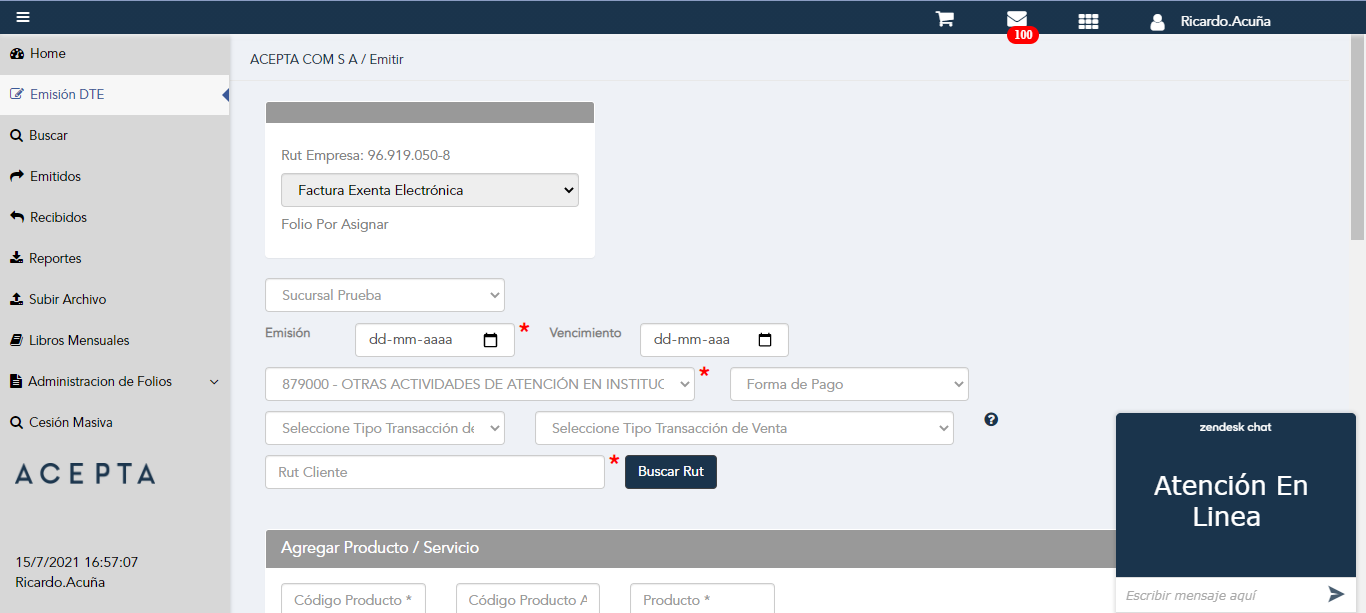 Ricardo.Acuña
100
Home
Emisión DTE
Buscar
Emitidos
Recibidos
Reportes
Subir Archivo
Libros Mensuales
Administracion de Folios
Cesión Masiva
ACEPTA
15/7/2021 16:57:07
Ricardo.Acuña
ACEPTA COM S A / Emitir
Rut Empresa: 96.919.050-8
Factura Exenta Electrónica
Folio Por Asignar
Sucursal Prueba
Emisión dd-mm-aaaa * Vencimiento dd-mm-aaa
879000 - OTRAS ACTIVIDADES DE ATENCIÓN EN INSTITUC * Forma de Pago
Seleccione Tipo Transacción de Seleccione Tipo Transacción de Venta ?
Rut Cliente * Buscar Rut
Agregar Producto / Servicio
Código Producto * Código Producto A Producto *
zendesk chat
Atención En
Linea
Escribir mensaje aquí